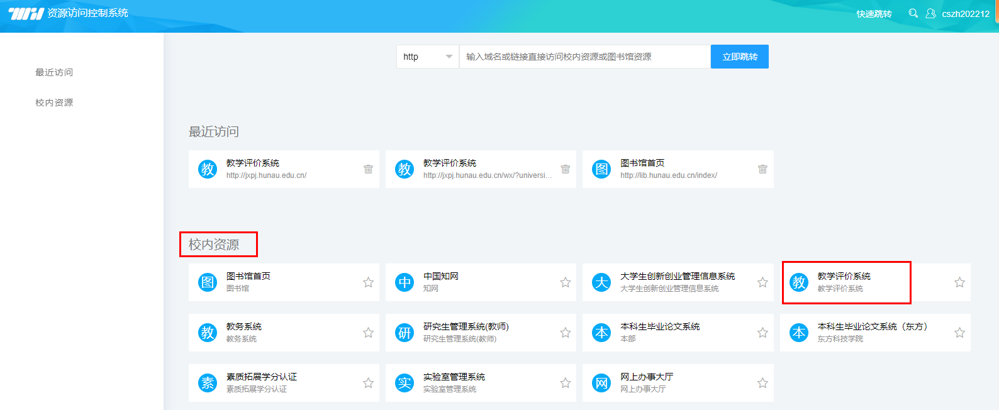 资源访问控制系统
快速跳转
cszh202212
最近访问
校内资源
http
输入域名或链接直接访问校内资源或图书馆资源
立即跳转
最近访问
教
教学评价系统
http://jxpj.hunau.edu.cn/
教
教学评价系统
http://jxpj.hunau.edu.cn/wx/?universi...
图
图书馆首页
http://lib.hunau.edu.cn/index/
校内资源
图
图书馆首页
图书馆
中
中国知网
知网
大
大学生创新创业管理信息系统
大学生创新创业管理信息系统
教
教学评价系统
教学评价系统
教
教务系统
教务系统
研
研究生管理系统(教师)
研究生管理系统(教师)
本
本科生毕业论文系统
本部
本
本科生毕业论文系统（东方）
东方科技学院
素
素质拓展学分认证
素质拓展学分认证
实
实验室管理系统
实验室管理系统
网
网上办事大厅
网上办事大厅